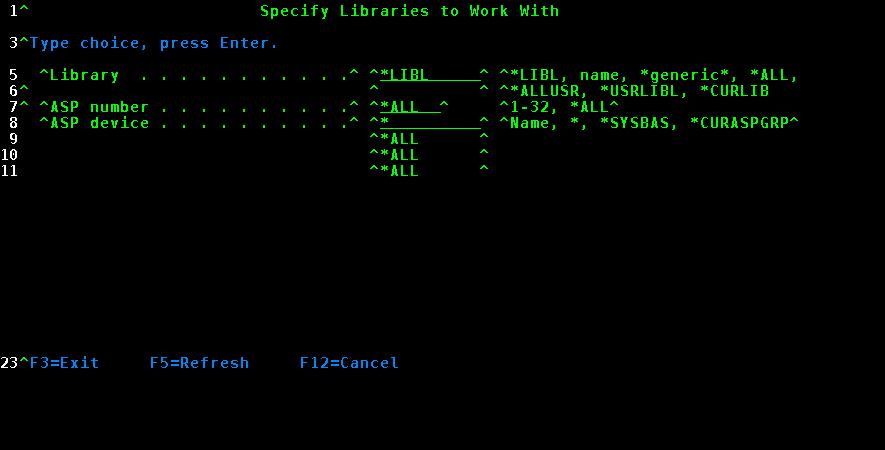 1^ Specify Libraries to Work With
3^Type choice, press Enter.
5 ^Library . . . . . . . . . . .^ ^*LIBL ^ ^*LIBL, name, *generic*, *ALL,
6^ ^ ^ ^*ALLUSR, *USRLIBL, *CURLIB
7^ ^ASP number . . . . . . . . . .^ ^*ALL ^ ^1-32, *ALL^
8 ^ASP device . . . . . . . . . .^ ^* ^ ^Name, *, *SYSBAS, *CURASPGRP^
9 ^*ALL ^
10 ^*ALL ^
11 ^*ALL ^
23^F3=Exit F5=Refresh F12=Cancel